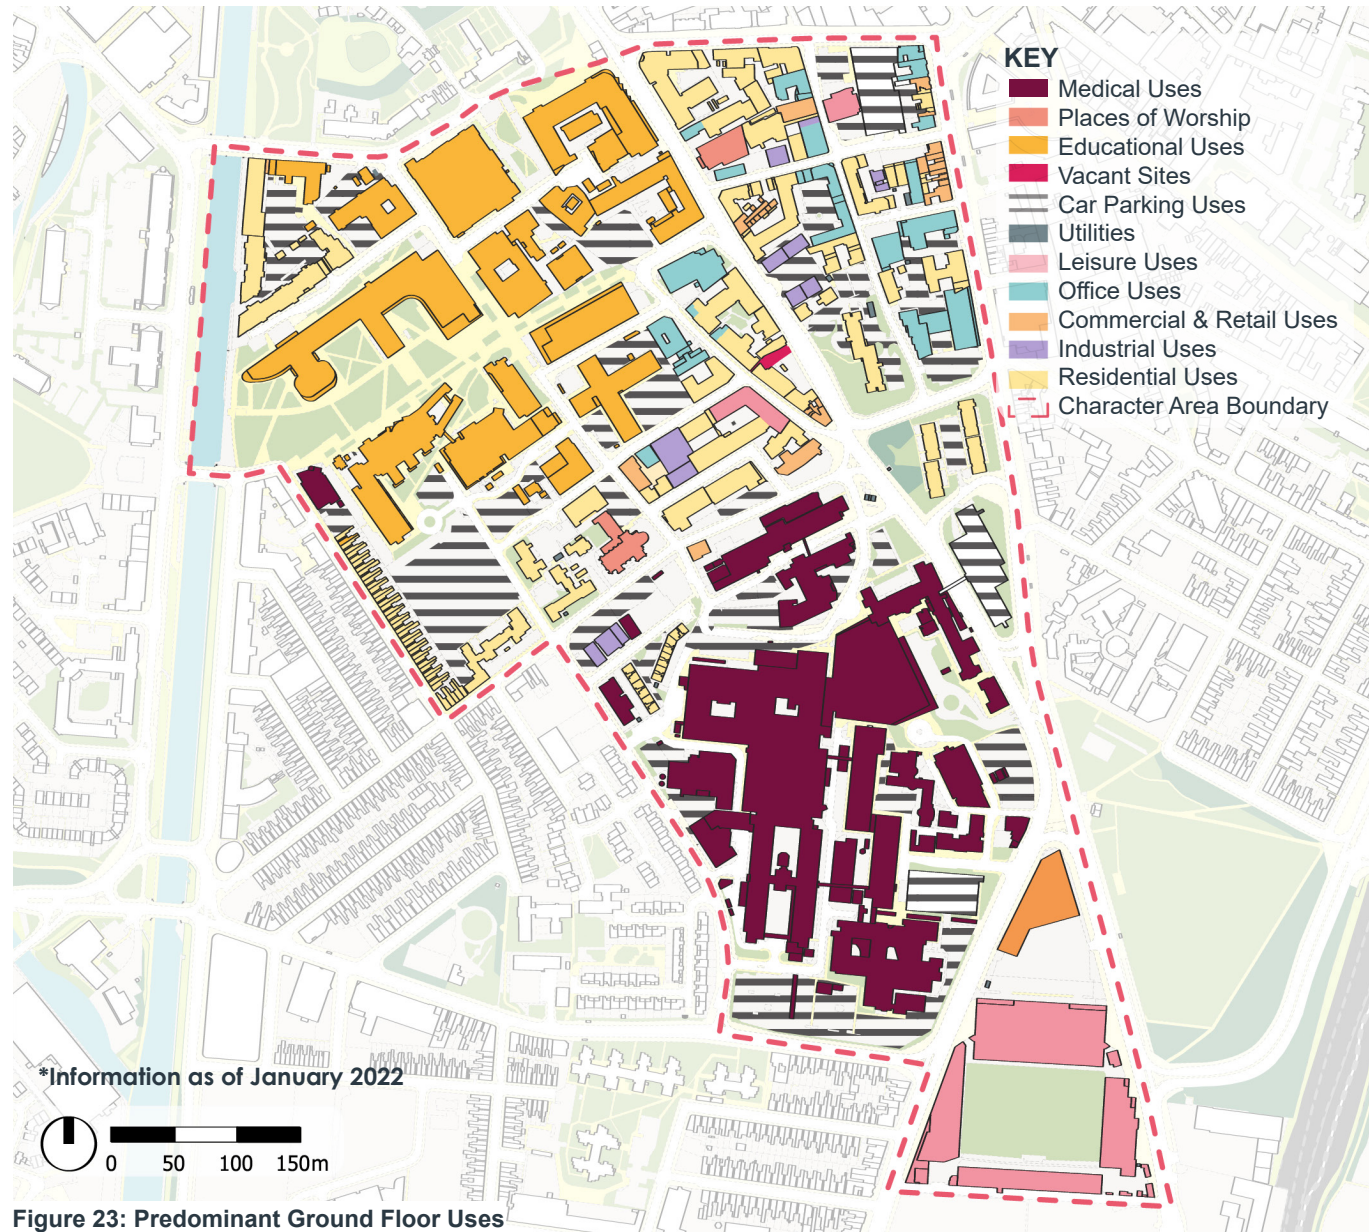 KEY
Medical Uses
Places of Worship
Educational Uses
Vacant Sites
Car Parking Uses
Utilities
Leisure Uses
Office Uses
Commercial & Retail Uses
Industrial Uses
Residential Uses
Character Area Boundary
*Information as of January 2022
0 50 100 150m
Figure 23: Predominant Ground Floor Uses